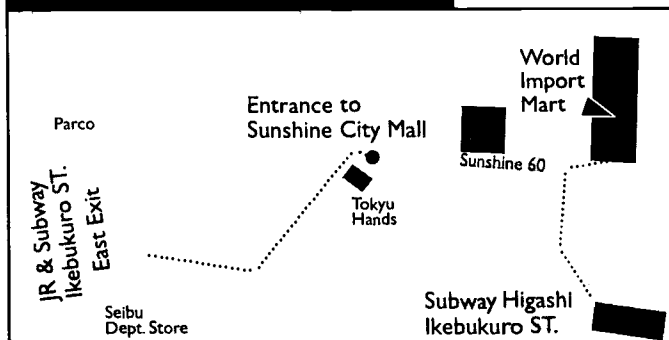 World
Import
Mart
Entrance to
Sunshine City Mall
Parco
Sunshine 60
JR & Subway
Ikebukuro ST.
East Exit
Tokyu
Hands
Subway Higashi
Ikebukuro ST.
Seibu
Dept. Store